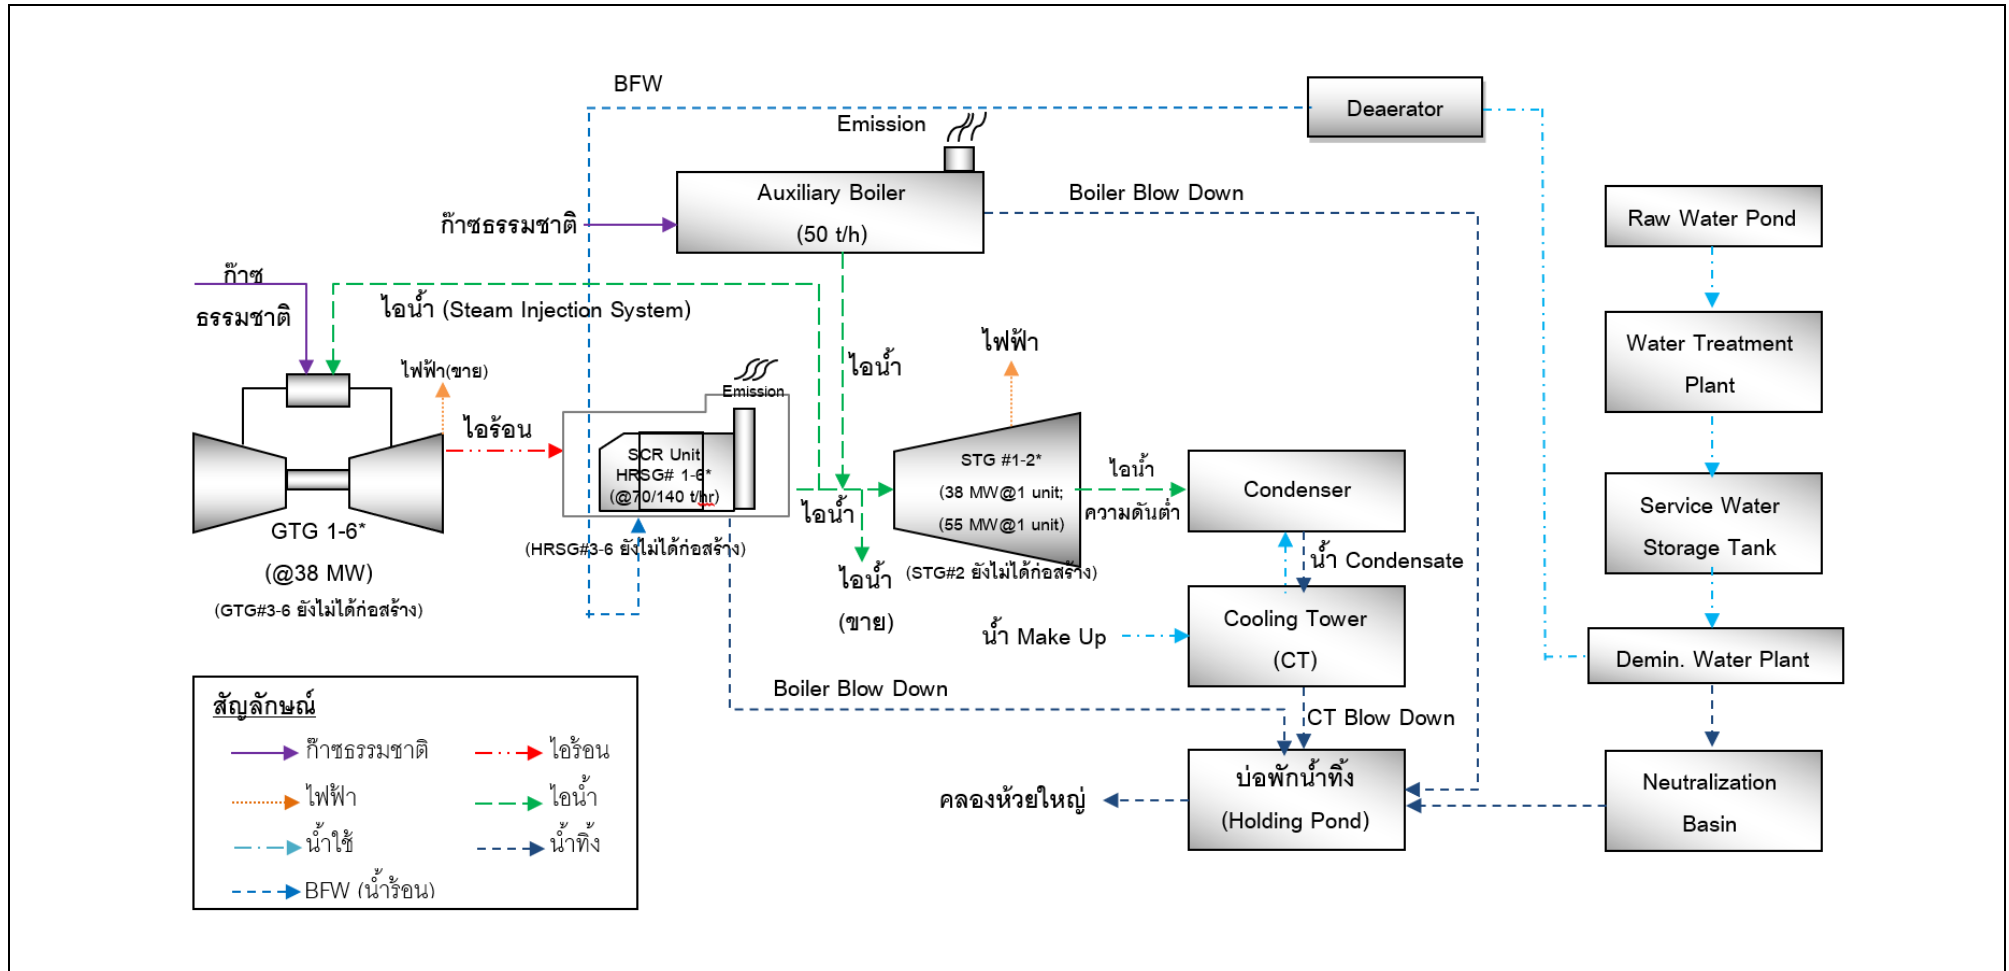 BFW
Deaerator
Emission
Auxiliary Boiler
(50 t/h)
Boiler Blow Down
ก๊าซธรรมชาติ
Raw Water Pond
ก๊าซ
ธรรมชาติ
ไอน้ำ (Steam Injection System)
ไอน้ำ
ไฟฟ้า
Water Treatment
Plant
ไฟฟ้า(ขาย)
Emission
ไอร้อน
SCR Unit
HRSG# 1-6*
(@70/140 t/hr)
ไอน้ำ
STG #1-2*
(38 MW@1 unit;
(55 MW@1 unit)
ไอน้ำ
ความดันต่ำ
Condenser
Service Water
Storage Tank
GTG 1-6*
(@38 MW)
(GTG#3-6 ยังไม่ได้ก่อสร้าง)
(HRSG#3-6 ยังไม่ได้ก่อสร้าง)
ไอน้ำ
(ขาย)
(STG#2 ยังไม่ได้ก่อสร้าง)
น้ำ Condensate
Cooling Tower
(CT)
น้ำ Make Up
Demin. Water Plant
Boiler Blow Down
CT Blow Down
บ่อพักน้ำทิ้ง
(Holding Pond)
คลองห้วยใหญ่
Neutralization
Basin
สัญลักษณ์
ก๊าซธรรมชาติ
ไอร้อน
ไฟฟ้า
ไอน้ำ
น้ำใช้
น้ำทิ้ง
BFW (น้ำร้อน)